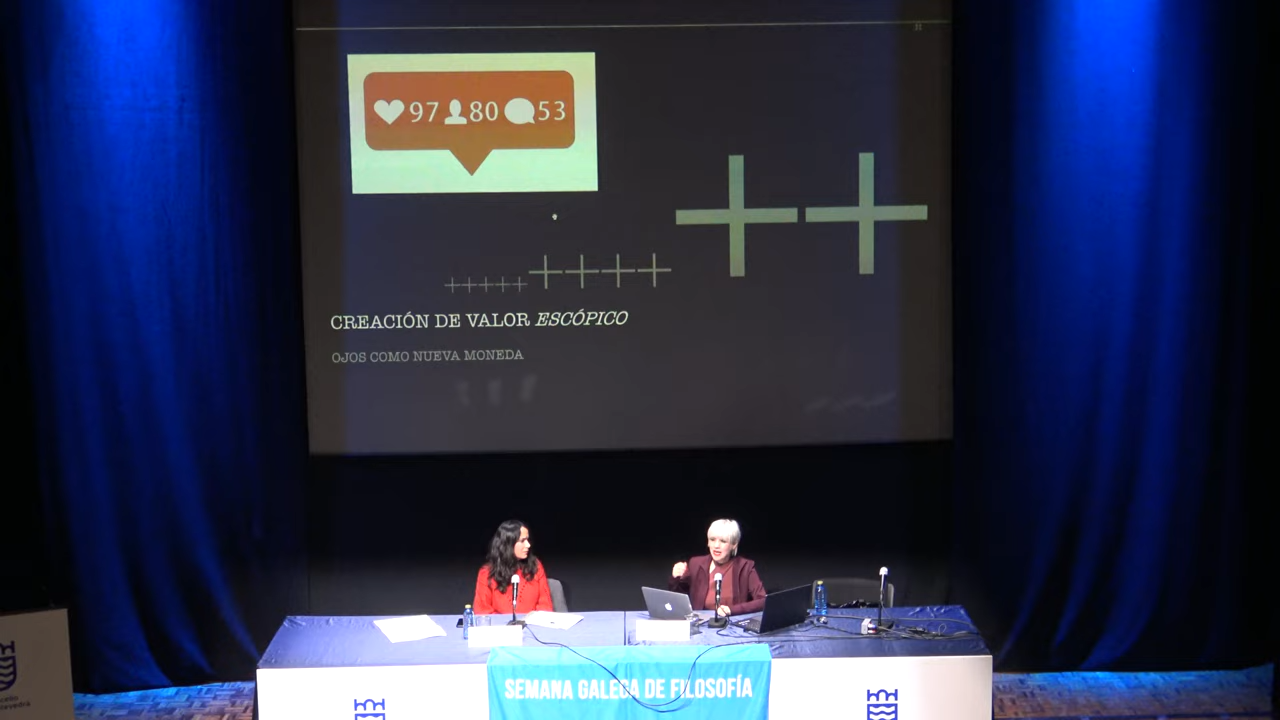 97 80 53
CREACIÓN DE VALOR ESCÓPICO
OJOS COMO NUEVA MONEDA
SEMANA GALEGA DE FILOSOFÍA